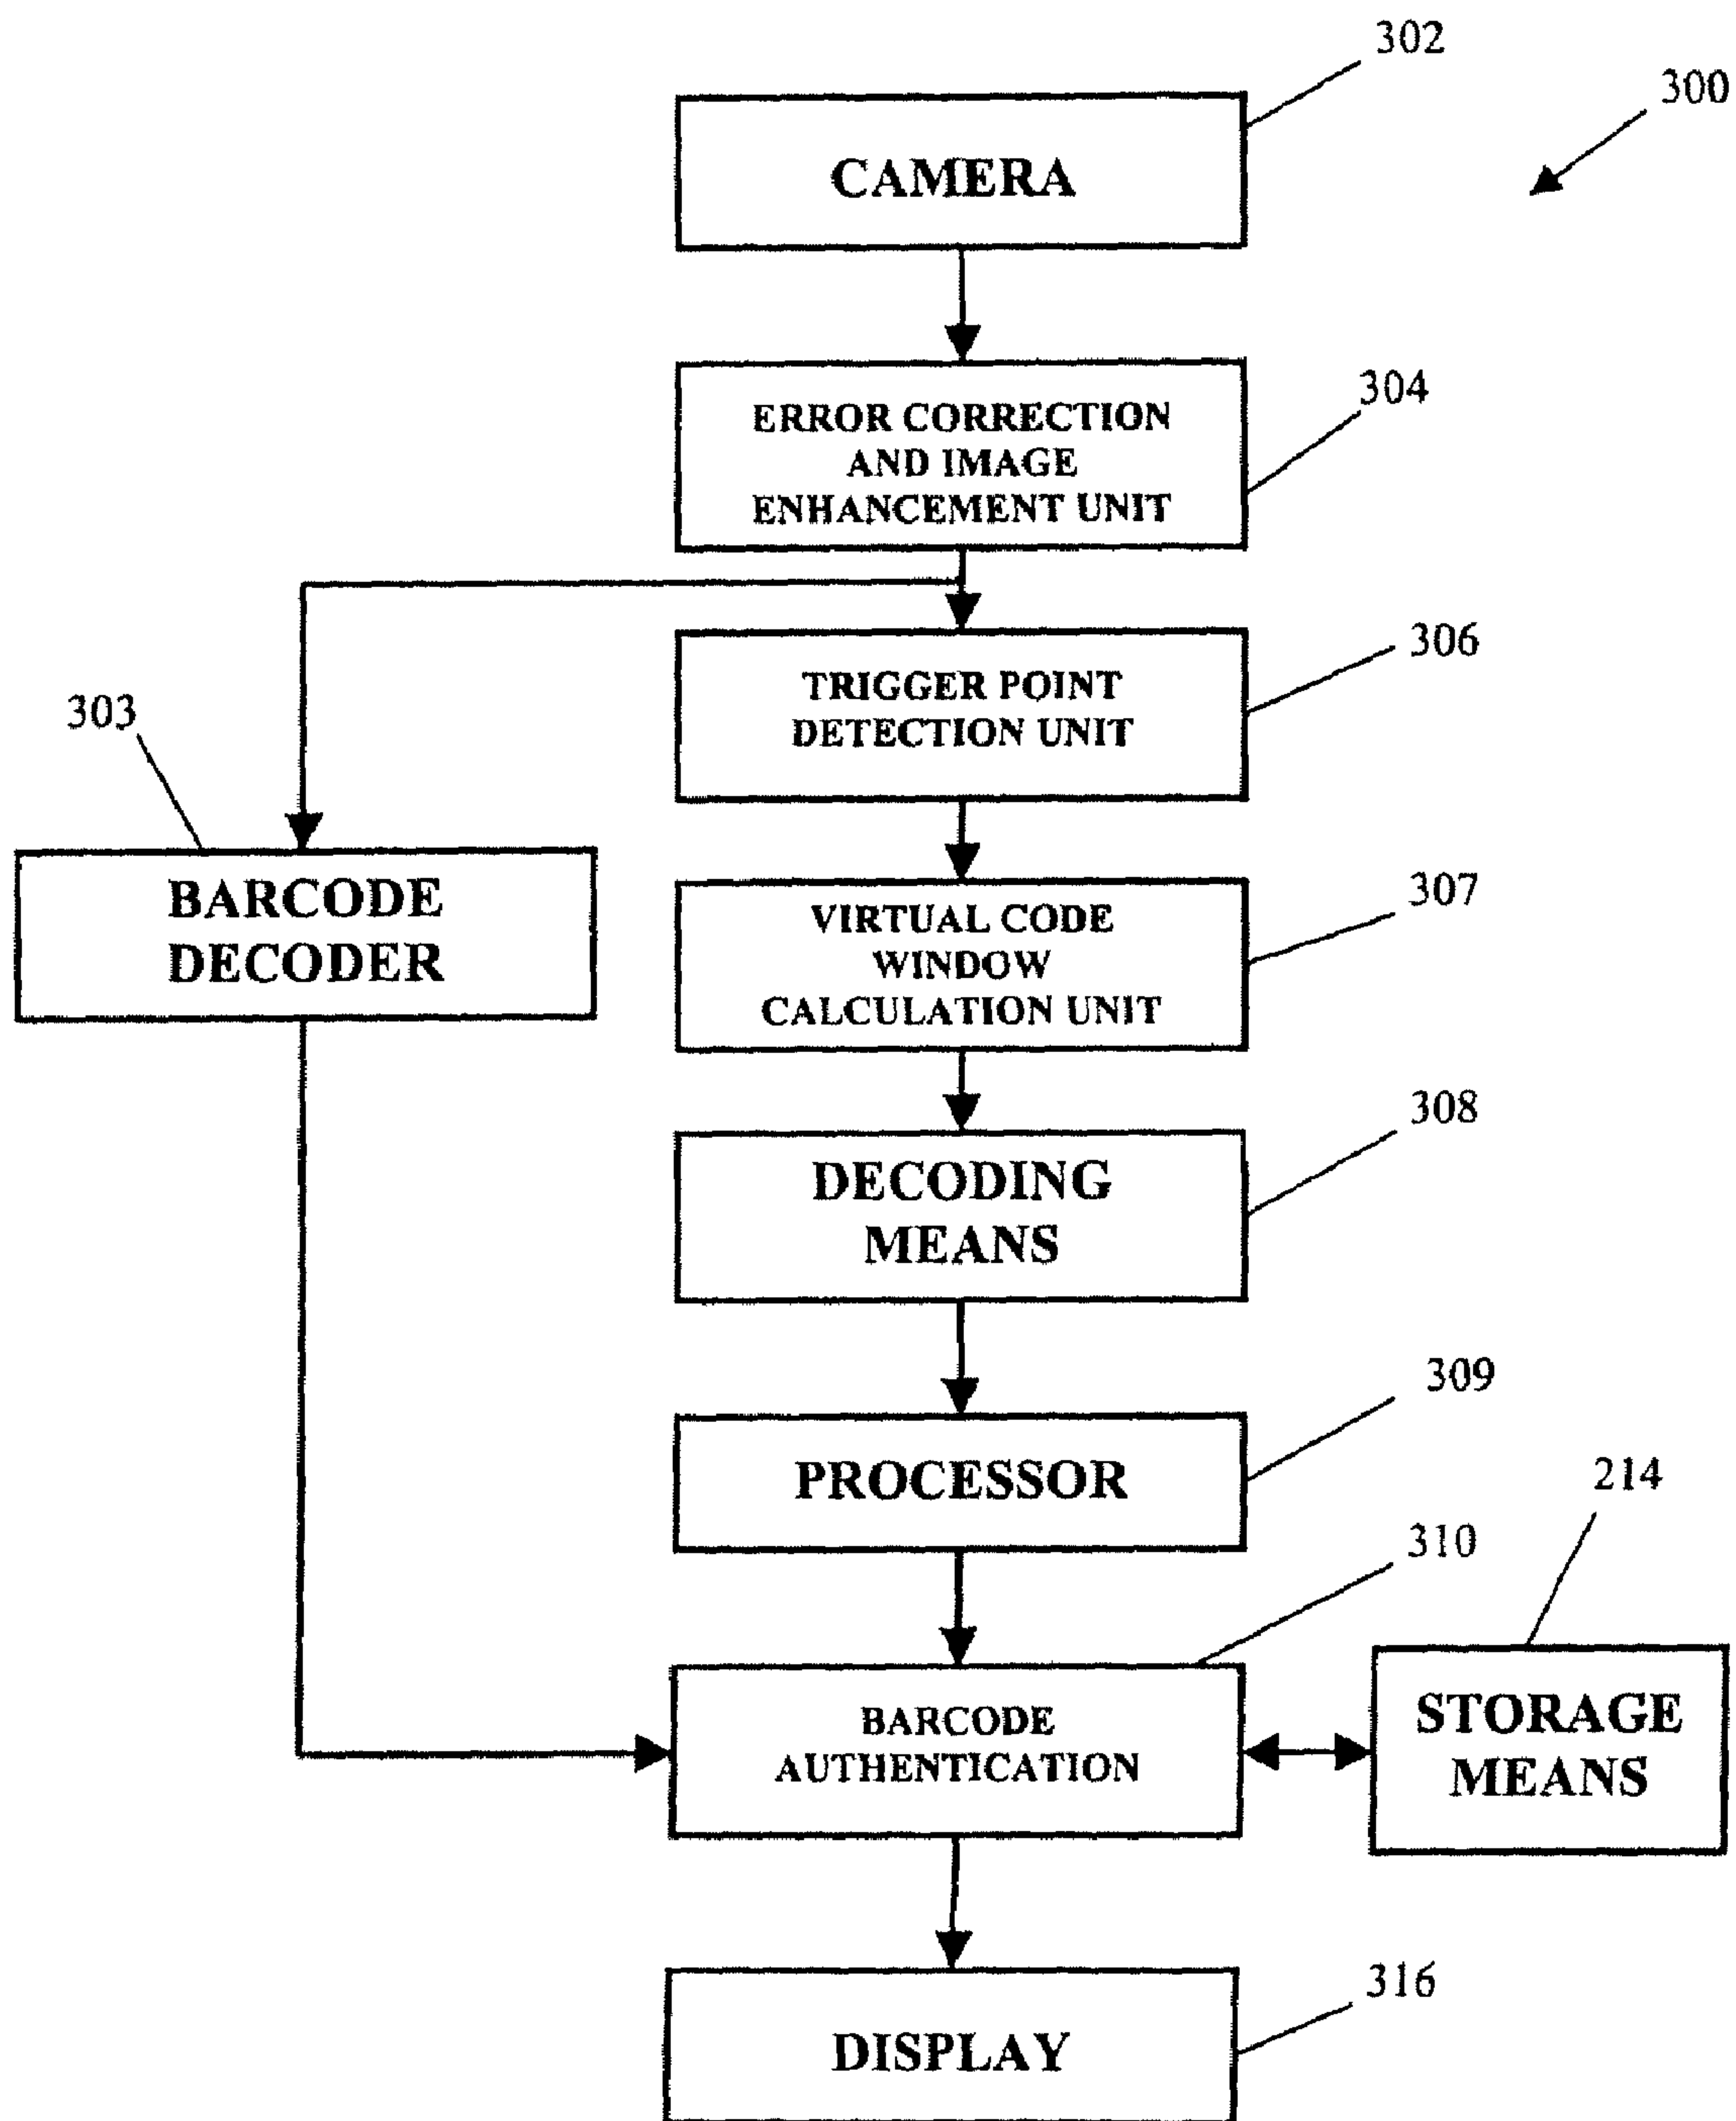 302
300
CAMERA
304
ERROR CORRECTION
AND IMAGE
ENHANCEMENT UNIT
306
TRIGGER POINT
DETECTION UNIT
303
BARCODE
DECODER
307
VIRTUAL CODE
WINDOW
CALCULATION UNIT
308
DECODING
MEANS
309
PROCESSOR
214
310
STORAGE
MEANS
BARCODE
AUTHENTICATION
316
DISPLAY